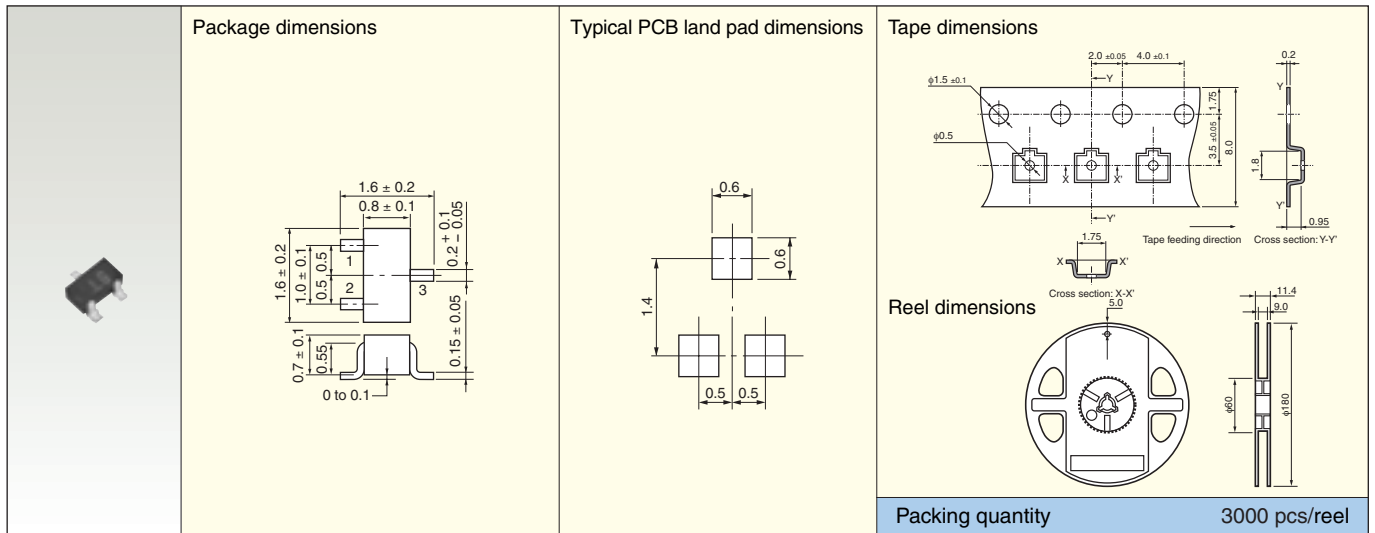 Package dimensions
1.6 ± 0.2
0.8 ± 0.1
1.6 ± 0.2
1.0 ± 0.1
0.5
0.5
1
2
3
0.2 + 0.1 − 0.05
0.7 ± 0.1
0.55
0.15 ± 0.05
0 to 0.1
Typical PCB land pad dimensions
0.6
0.6
1.4
0.5
0.5
Tape dimensions
2.0 ±0.05
4.0 ±0.1
0.2
φ1.5 ±0.1
Y
Y
1.75
φ0.5
3.5 ±0.05
8.0
1.8
X
X'
Y'
Y'
0.95
Tape feeding direction
Cross section: Y-Y'
1.75
X
X'
Cross section: X-X'
Reel dimensions
5.0
11.4
9.0
φ60
φ180
Packing quantity
3000 pcs/reel